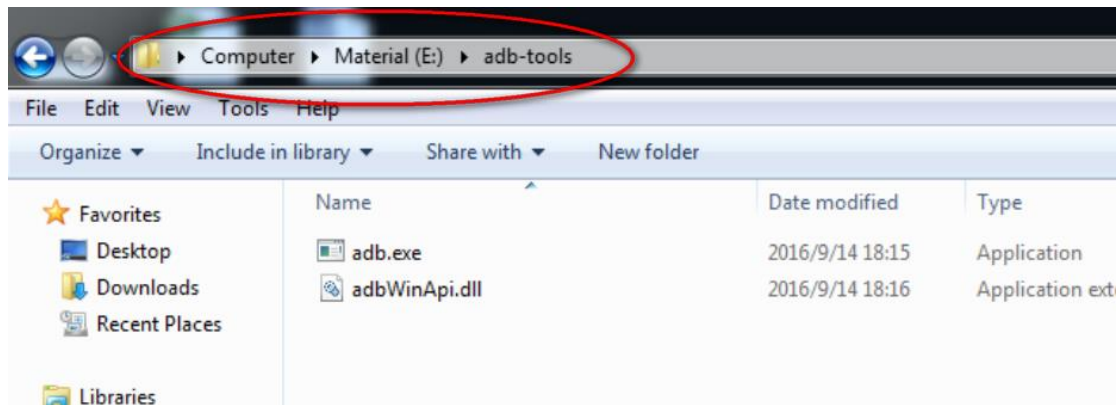 Computer ▸ Material (E:) ▸ adb-tools
File Edit View Tools Help
Organize ▾ Include in library ▾ Share with ▾ New folder
Name Date modified Type
Favorites
Desktop
Downloads
Recent Places
Libraries
adb.exe 2016/9/14 18:15 Application
adbWinApi.dll 2016/9/14 18:16 Application